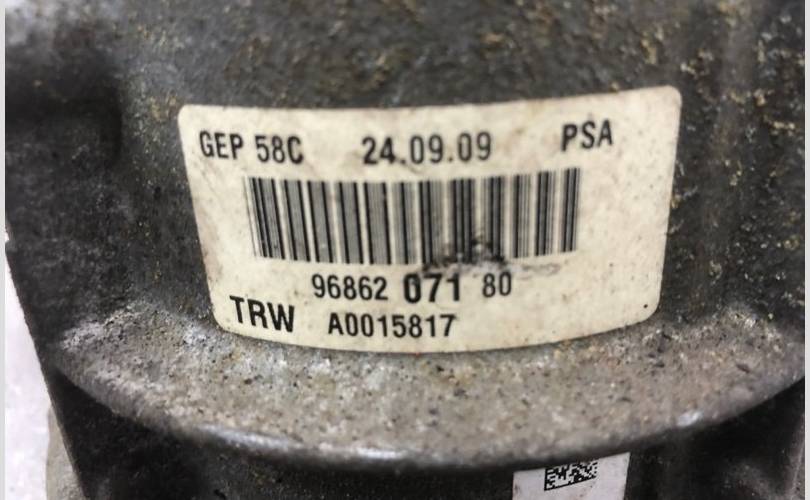 GEP 58C 24.09.09 PSA
96862 071 80
TRW A0015817